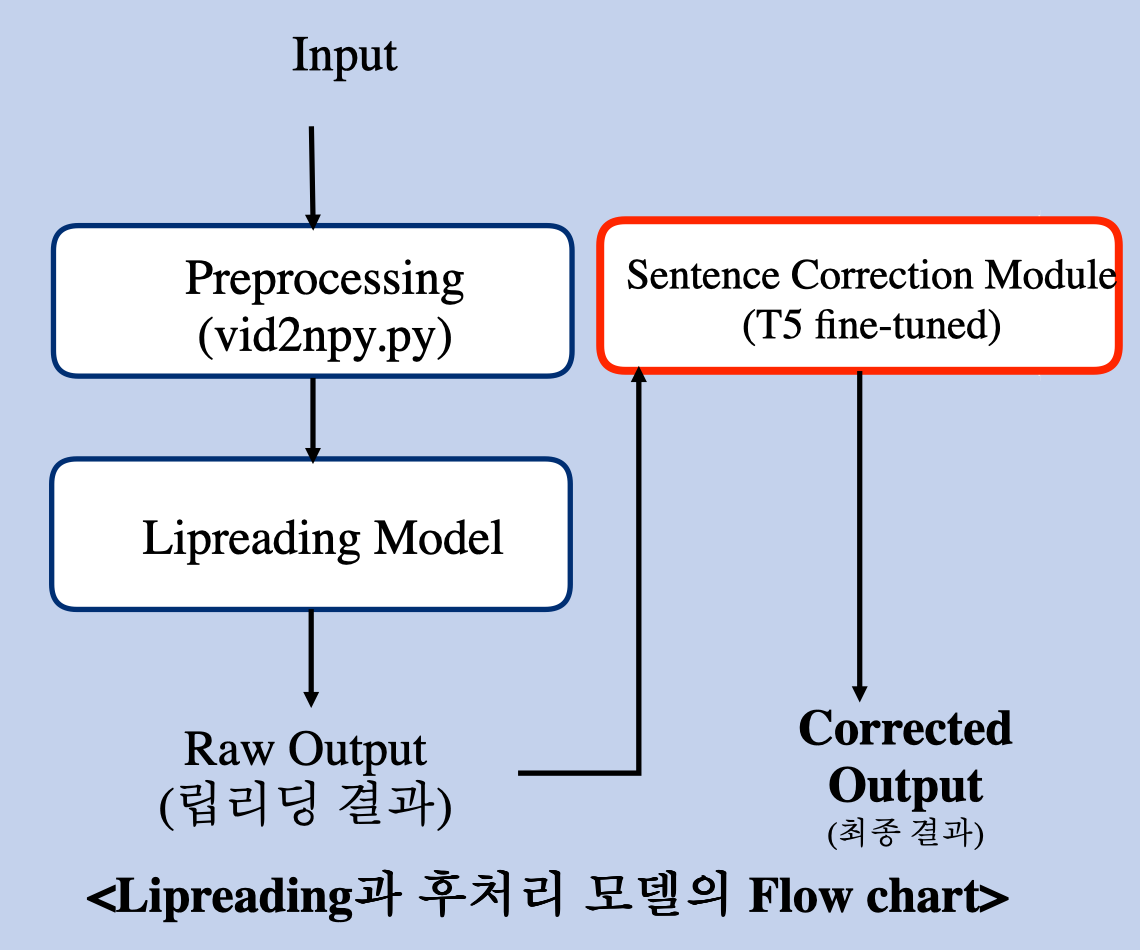 Input
Preprocessing
(vid2npy.py)
Lipreading Model
Raw Output
(립리딩 결과)
Sentence Correction Module
(T5 fine-tuned)
Corrected
Output
(최종 결과)
<Lipreading과 후처리 모델의 Flow chart>